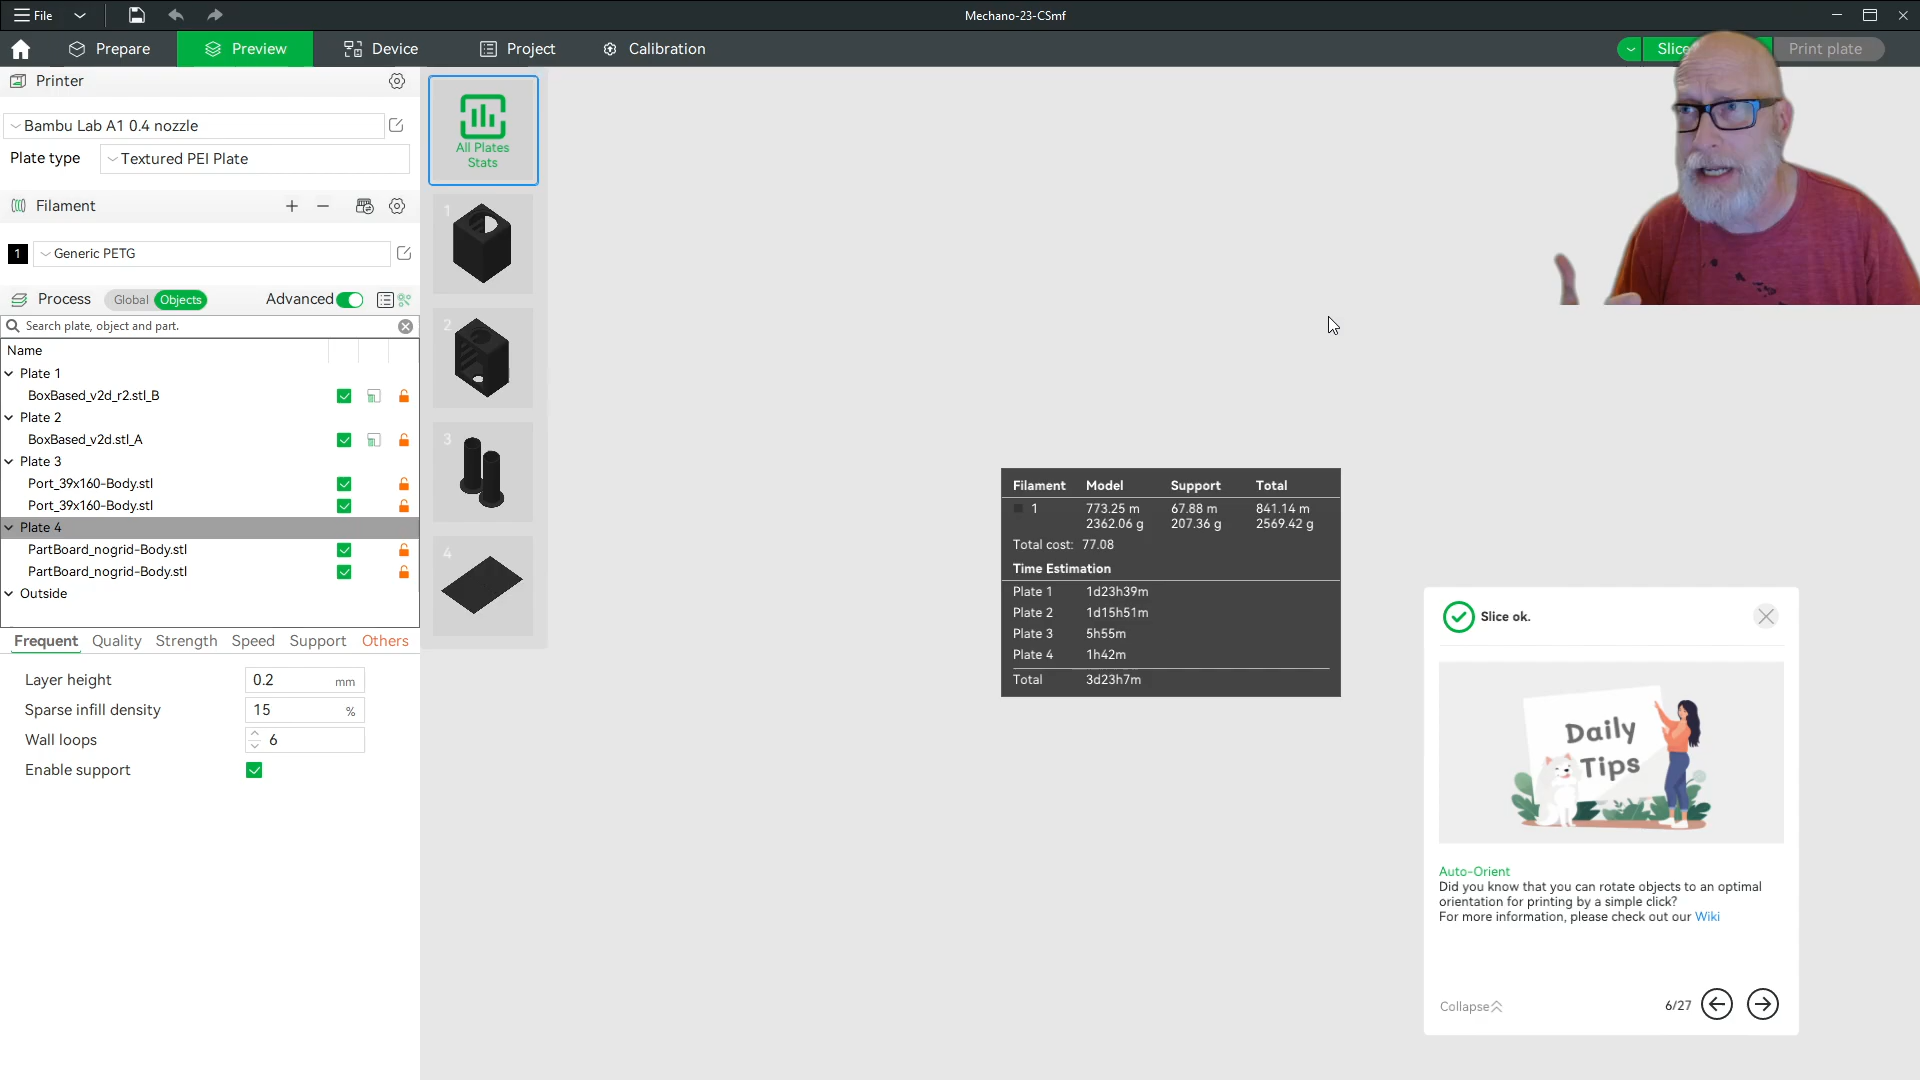 File
Mechano-23-CSmf
Prepare
Preview
Device
Project
Calibration
Slice
Print plate
Printer
Bambu Lab A1 0.4 nozzle
Plate type
Textured PEI Plate
Filament
1
Generic PETG
Process
Global
Objects
Advanced
Search plate, object and part.
Name
Plate 1
BoxBased_v2d_r2.stl_B
Plate 2
BoxBased_v2d.stl_A
Plate 3
Port_39x160-Body.stl
Port_39x160-Body.stl
Plate 4
PartBoard_nogrid-Body.stl
PartBoard_nogrid-Body.stl
Outside
Frequent Quality Strength Speed Support Others
Layer height 0.2 mm
Sparse infill density 15 %
Wall loops 6
Enable support
All Plates
Stats
1
2
3
4
Filament Model Support Total
1 773.25 m 67.88 m 841.14 m
2362.06 g 207.36 g 2569.42 g
Total cost: 77.08
Time Estimation
Plate 1 1d23h39m
Plate 2 1d15h51m
Plate 3 5h55m
Plate 4 1h42m
Total 3d23h7m
Slice ok.
Daily
Tips
Auto-Orient
Did you know that you can rotate objects to an optimal
orientation for printing by a simple click?
For more information, please check out our Wiki
Collapse
6/27